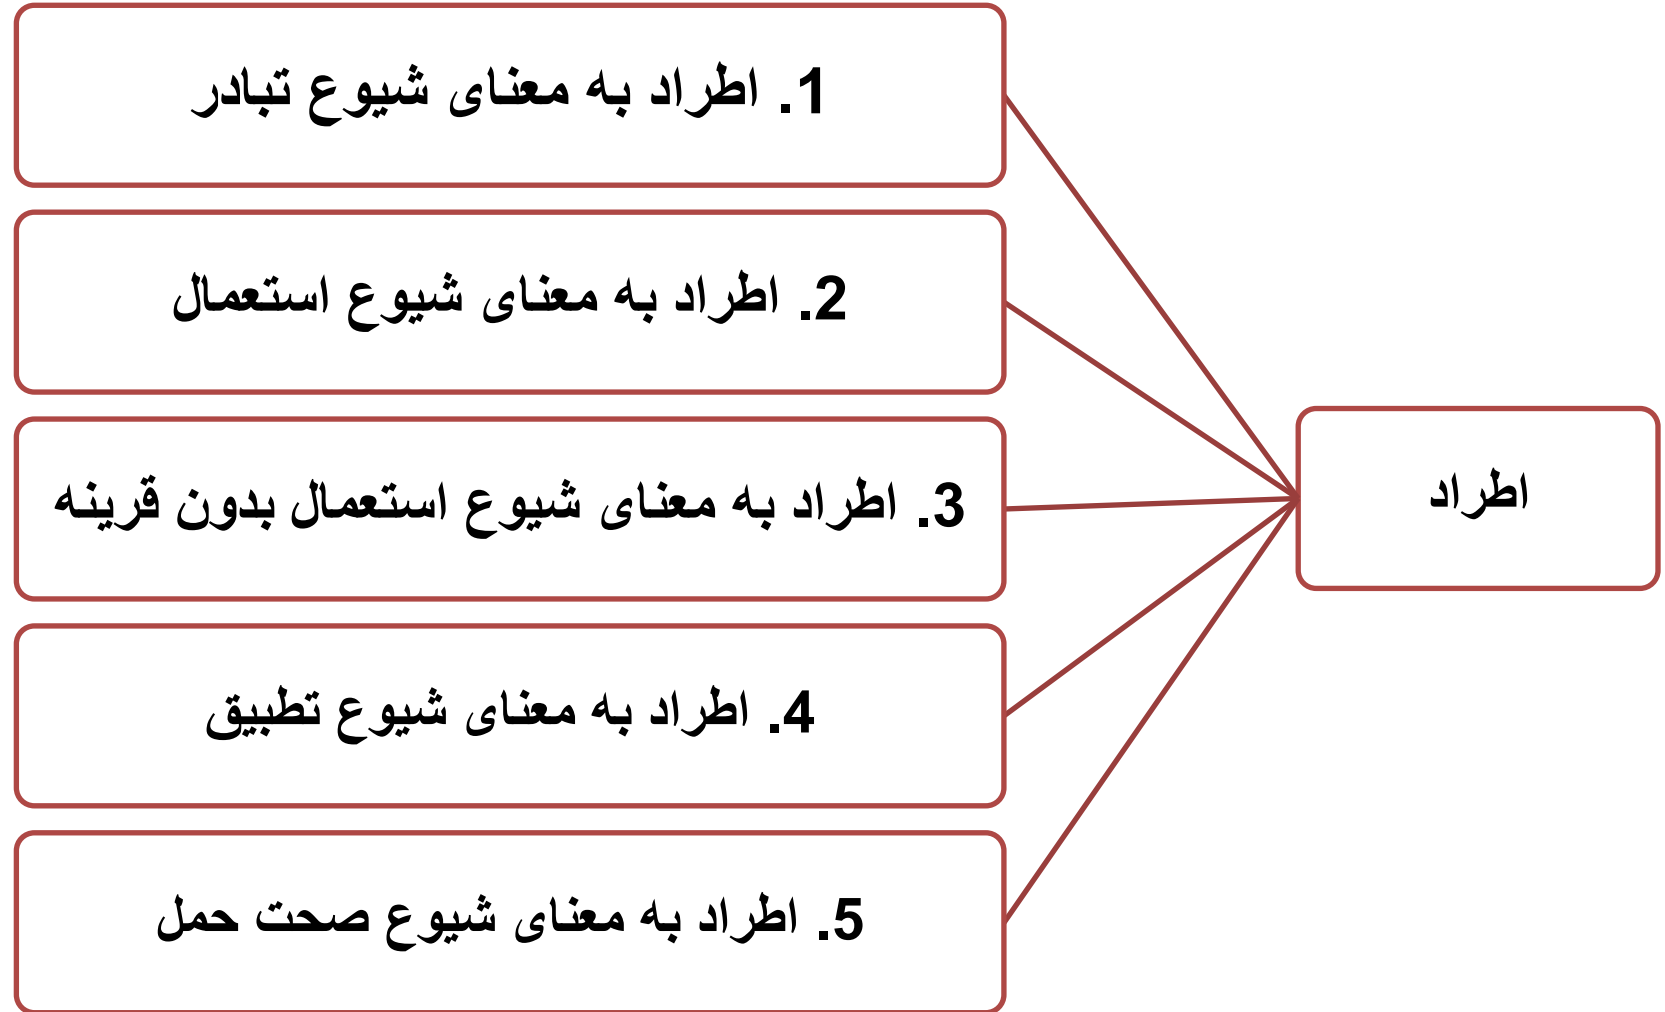 اطراد
1. اطراد به معنای شیوع تبادر
2. اطراد به معنای شیوع استعمال
3. اطراد به معنای شیوع استعمال بدون قرینه
4. اطراد به معنای شیوع تطبیق
5. اطراد به معنای شیوع صحت حمل